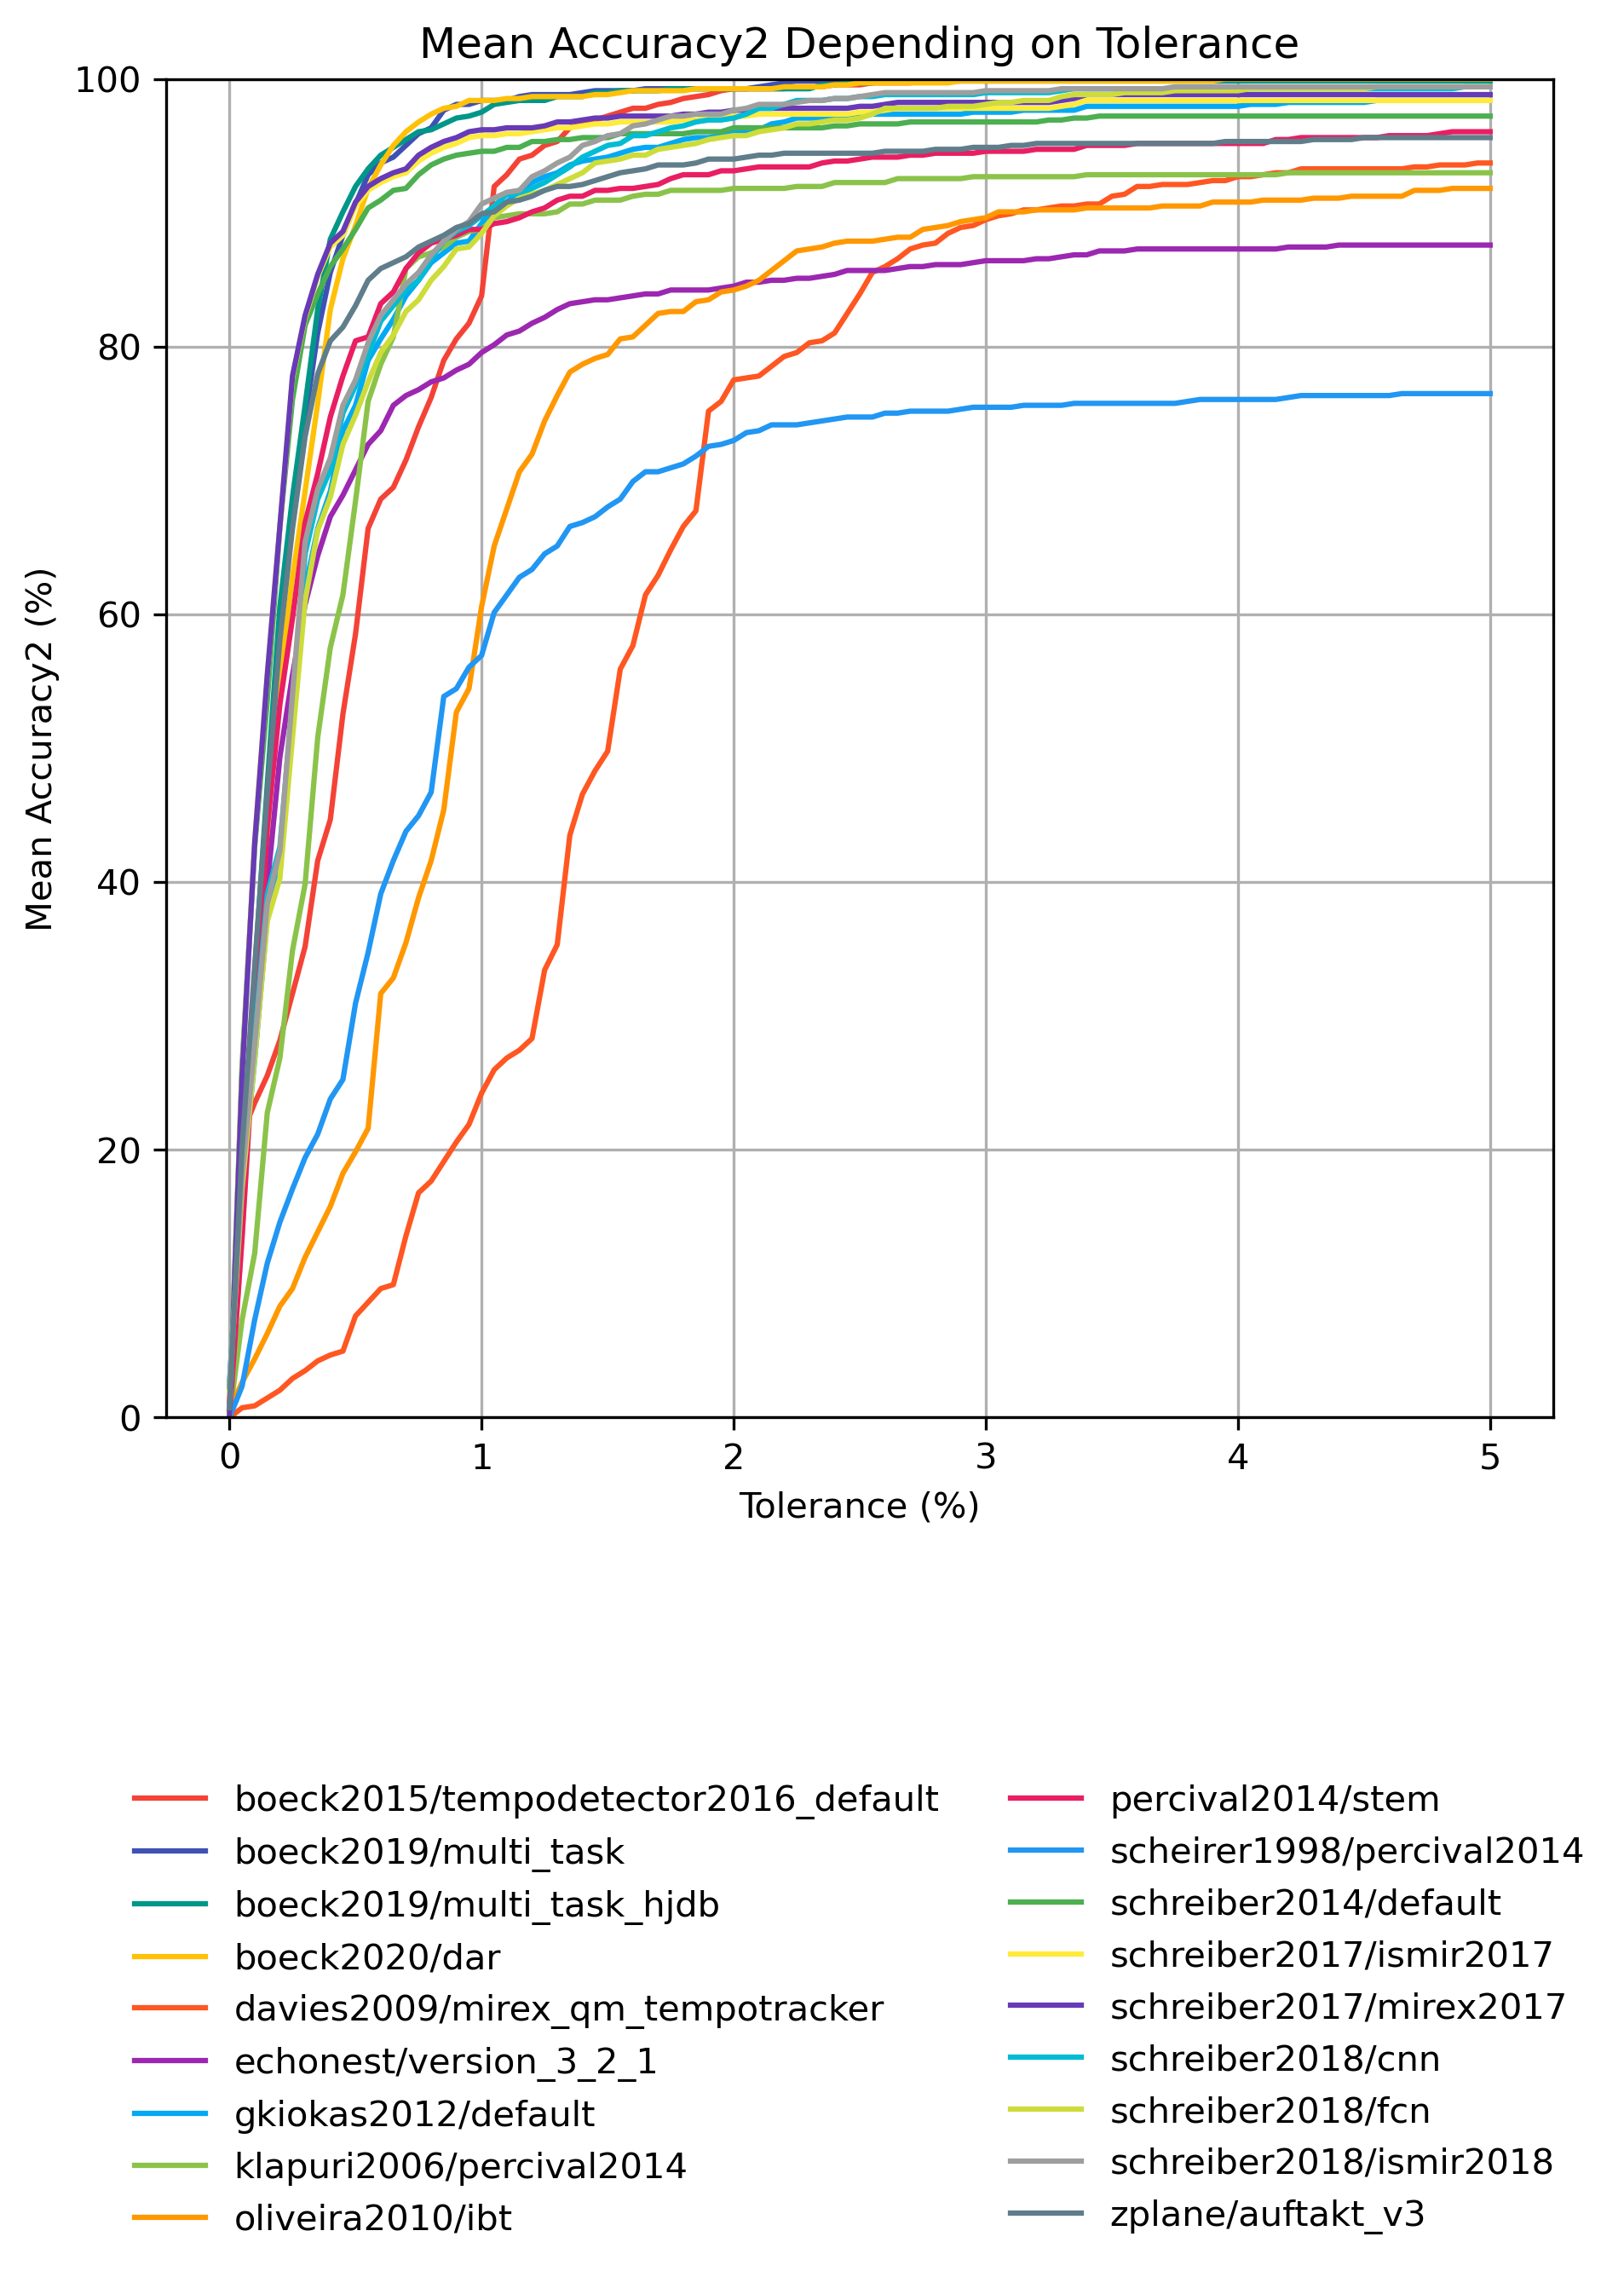 Mean Accuracy2 Depending on Tolerance
100
80
60
40
20
0
Mean Accuracy2 (%)
0 1 2 3 4 5
Tolerance (%)
boeck2015/tempodetector2016_default
boeck2019/multi_task
boeck2019/multi_task_hjdb
boeck2020/dar
davies2009/mirex_qm_tempotracker
echonest/version_3_2_1
gkiokas2012/default
klapuri2006/percival2014
oliveira2010/ibt
percival2014/stem
scheirer1998/percival2014
schreiber2014/default
schreiber2017/ismir2017
schreiber2017/mirex2017
schreiber2018/cnn
schreiber2018/fcn
schreiber2018/ismir2018
zplane/auftakt_v3